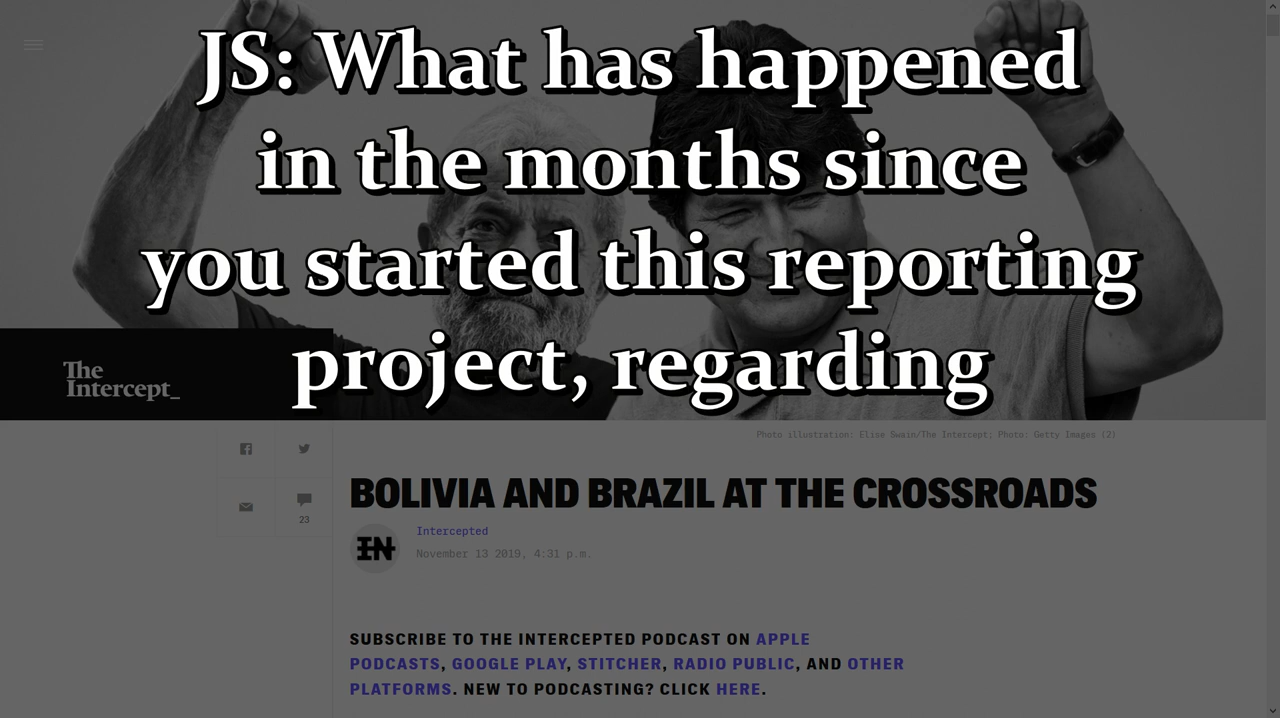 JS: What has happened
in the months since
you started this reporting
project, regarding
The
Intercept_
Photo illustration: Elise Swain/The Intercept; Photo: Getty Images (2)
BOLIVIA AND BRAZIL AT THE CROSSROADS
23
IN
Intercepted
November 13 2019, 4:31 p.m.
SUBSCRIBE TO THE INTERCEPTED PODCAST ON APPLE
PODCASTS, GOOGLE PLAY, STITCHER, RADIO PUBLIC, AND OTHER
PLATFORMS. NEW TO PODCASTING? CLICK HERE.